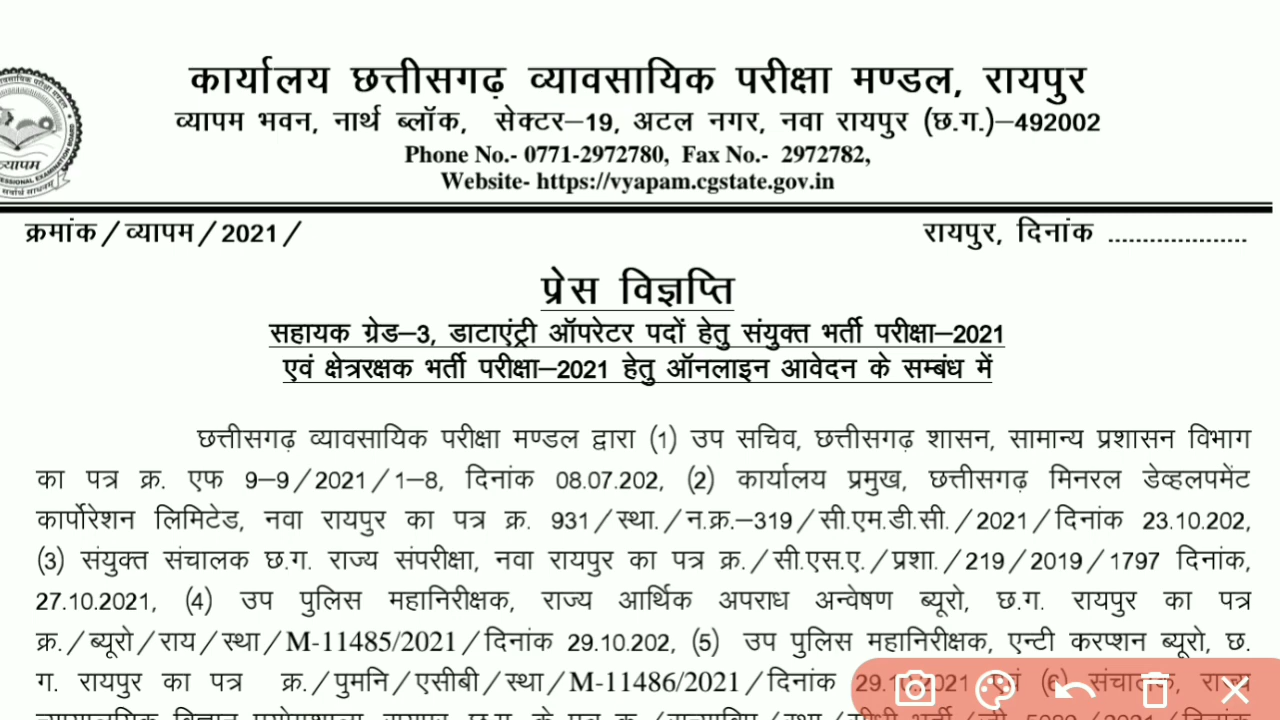 कार्यालय छत्तीसगढ़ व्यावसायिक परीक्षा मण्डल, रायपुर
व्यापम भवन, नार्थ ब्लॉक, सेक्टर–19, अटल नगर, नवा रायपुर (छ.ग.)–492002
Phone No.- 0771-2972780, Fax No.- 2972782,
Website- https://vyapam.cgstate.gov.in
व्यापम
क्रमांक/व्यापम/2021/
रायपुर, दिनांक .....................
प्रेस विज्ञप्ति
सहायक ग्रेड–3, डाटाएंट्री ऑपरेटर पदों हेतु संयुक्त भर्ती परीक्षा–2021
एवं क्षेत्ररक्षक भर्ती परीक्षा–2021 हेतु ऑनलाइन आवेदन के सम्बंध में
छत्तीसगढ़ व्यावसायिक परीक्षा मण्डल द्वारा (1) उप सचिव, छत्तीसगढ़ शासन, सामान्य प्रशासन विभाग
का पत्र क्र. एफ 9–9/2021/1–8, दिनांक 08.07.202, (2) कार्यालय प्रमुख, छत्तीसगढ़ मिनरल डेव्हलपमेंट
कार्पोरेशन लिमिटेड, नवा रायपुर का पत्र क्र. 931/स्था./न.क्र.–319/सी.एम.डी.सी./2021/दिनांक 23.10.202,
(3) संयुक्त संचालक छ.ग. राज्य संपरीक्षा, नवा रायपुर का पत्र क्र./सी.एस.ए./प्रशा./219/2019/1797 दिनांक,
27.10.2021, (4) उप पुलिस महानिरीक्षक, राज्य आर्थिक अपराध अन्वेषण ब्यूरो, छ.ग. रायपुर का पत्र
क्र./ब्यूरो/राय/स्था/M-11485/2021/दिनांक 29.10.202, (5) उप पुलिस महानिरीक्षक, एन्टी करप्शन ब्यूरो, छ.
ग. रायपुर का पत्र क्र./पुमनि/एसीबी/स्था/M-11486/2021/दिनांक 29.10.2021 एवं (6) संचालक, राज्य